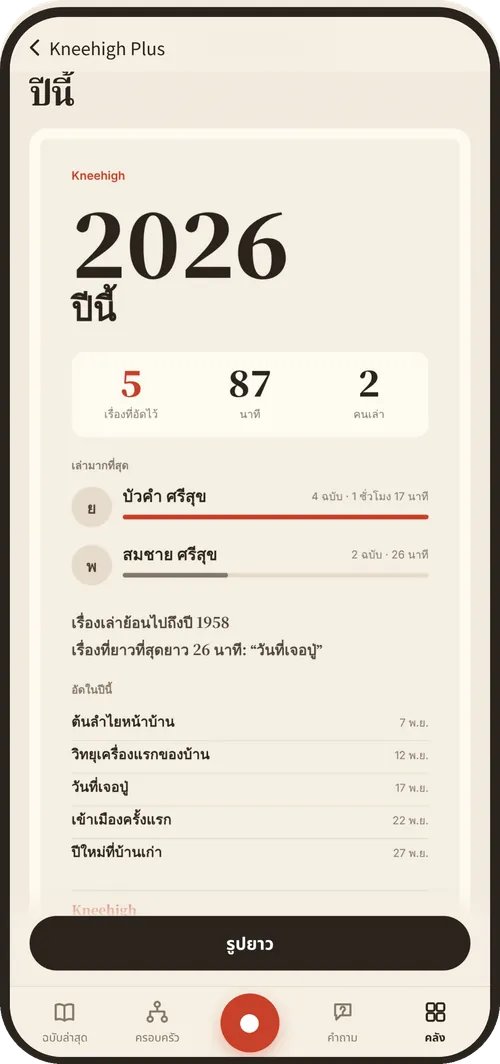 Kneehigh Plus
ปีนี้
Kneehigh
2026
ปีนี้
5 87 2
เรื่องที่อัดไว้ นาที คนเล่า
เล่ามากที่สุด
ย บัวคำ ศรีสุข 4 ฉบับ · 1 ชั่วโมง 17 นาที
พ สมชาย ศรีสุข 2 ฉบับ · 26 นาที
เรื่องเล่าย้อนไปถึงปี 1958
เรื่องที่ยาวที่สุดยาว 26 นาที: “วันที่เจอปู่”
อัดในปีนี้
ต้นลำไยหน้าบ้าน 7 พ.ย.
วิทยุเครื่องแรกของบ้าน 12 พ.ย.
วันที่เจอปู่ 17 พ.ย.
เข้าเมืองครั้งแรก 22 พ.ย.
ปีใหม่ที่บ้านเก่า 27 พ.ย.
Kneehigh
รูปยาว
ฉบับล่าสุด ครอบครัว คำถาม คลัง